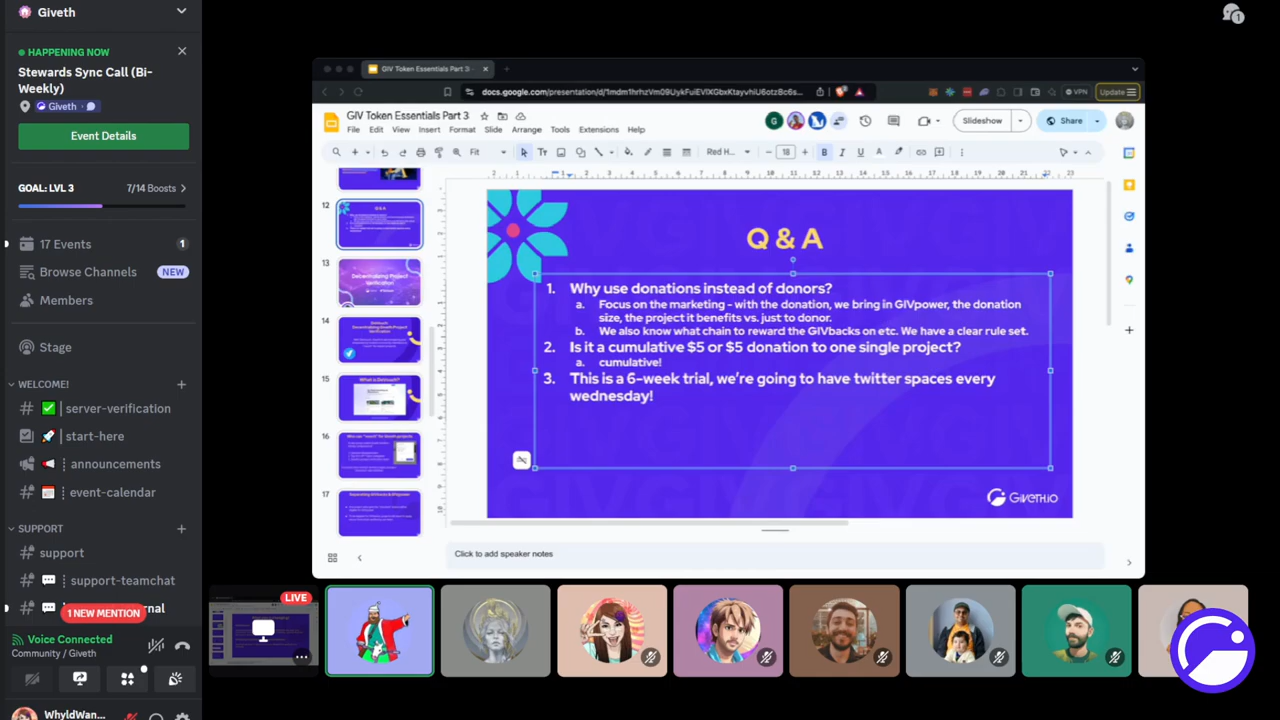 Giveth
HAPPENING NOW
Stewards Sync Call (Bi-
Weekly)
Giveth
Event Details
GOAL: LVL 3
7/14 Boosts
17 Events
1
Browse Channels
NEW
Members
Stage
WELCOME!
server-verification
start-here
announcements
event-calendar
SUPPORT
support
support-teamchat
1 NEW MENTION
Voice Connected
Community / Giveth
WhyldWan...
1
GIV Token Essentials Part 3
VPN
Update
GIV Token Essentials Part 3
File Edit View Insert Format Slide Arrange Tools Extensions Help
G
Slideshow
Share
Fit
Red H...
18
12
13
14
15
16
17
Q & A
1. Why use donations instead of donors?
a. Focus on the marketing - with the donation, we bring in GIVpower, the donation
size, the project it benefits vs. just to donor.
b. We also know what chain to reward the GIVbacks on etc. We have a clear rule set.
2. Is it a cumulative $5 or $5 donation to one single project?
a. cumulative!
3. This is a 6-week trial, we're going to have twitter spaces every
wednesday!
Giveth.io
Click to add speaker notes
LIVE